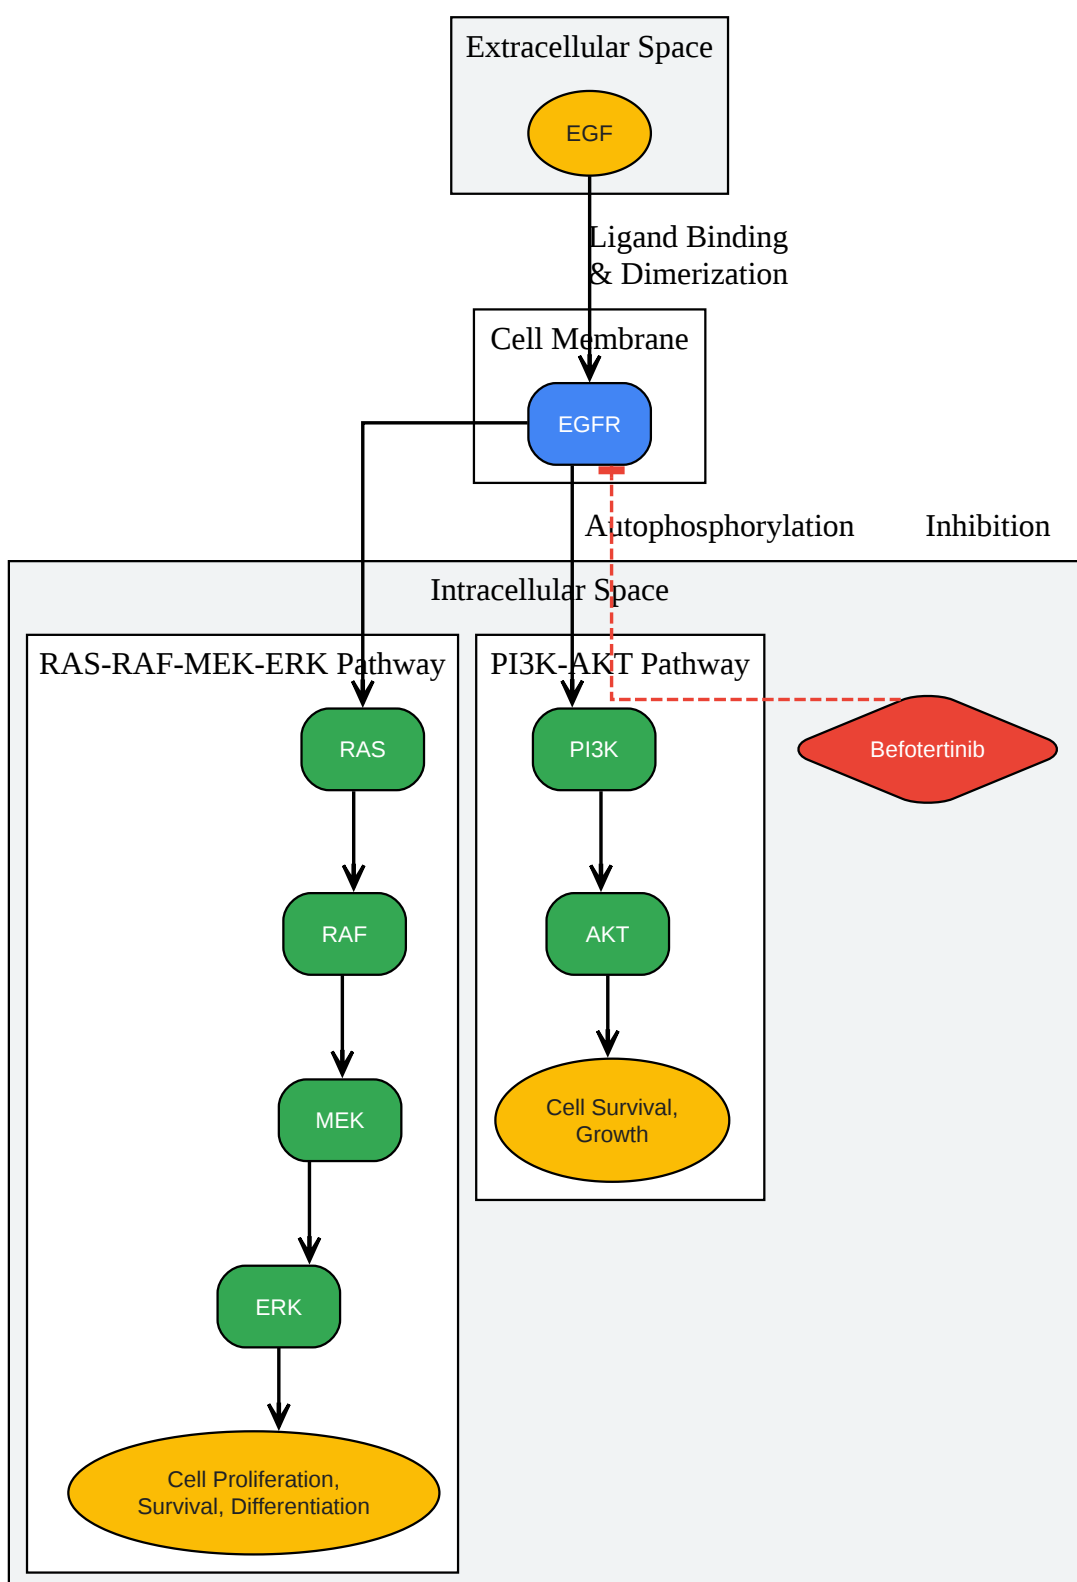 Extracellular Space
EGF
Ligand Binding
& Dimerization
Cell Membrane
EGFR
Autophosphorylation
Inhibition
Intracellular Space
RAS-RAF-MEK-ERK Pathway
PI3K-AKT Pathway
RAS
PI3K
Befotertinib
RAF
AKT
MEK
Cell Survival,
Growth
ERK
Cell Proliferation,
Survival, Differentiation